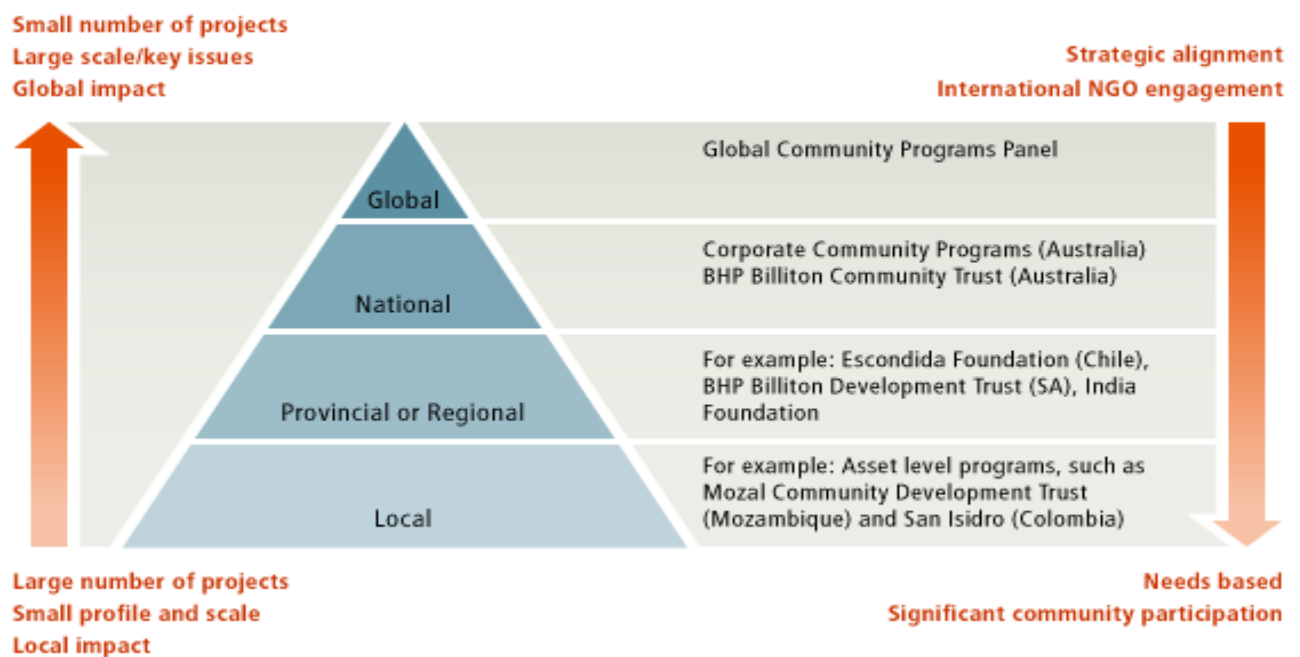 Small number of projects
Large scale/key issues
Global impact
Strategic alignment
International NGO engagement
Global
Global Community Programs Panel
National
Corporate Community Programs (Australia)
BHP Billiton Community Trust (Australia)
Provincial or Regional
For example: Escondida Foundation (Chile),
BHP Billiton Development Trust (SA), India
Foundation
Local
For example: Asset level programs, such as
Mozal Community Development Trust
(Mozambique) and San Isidro (Colombia)
Large number of projects
Small profile and scale
Local impact
Needs based
Significant community participation